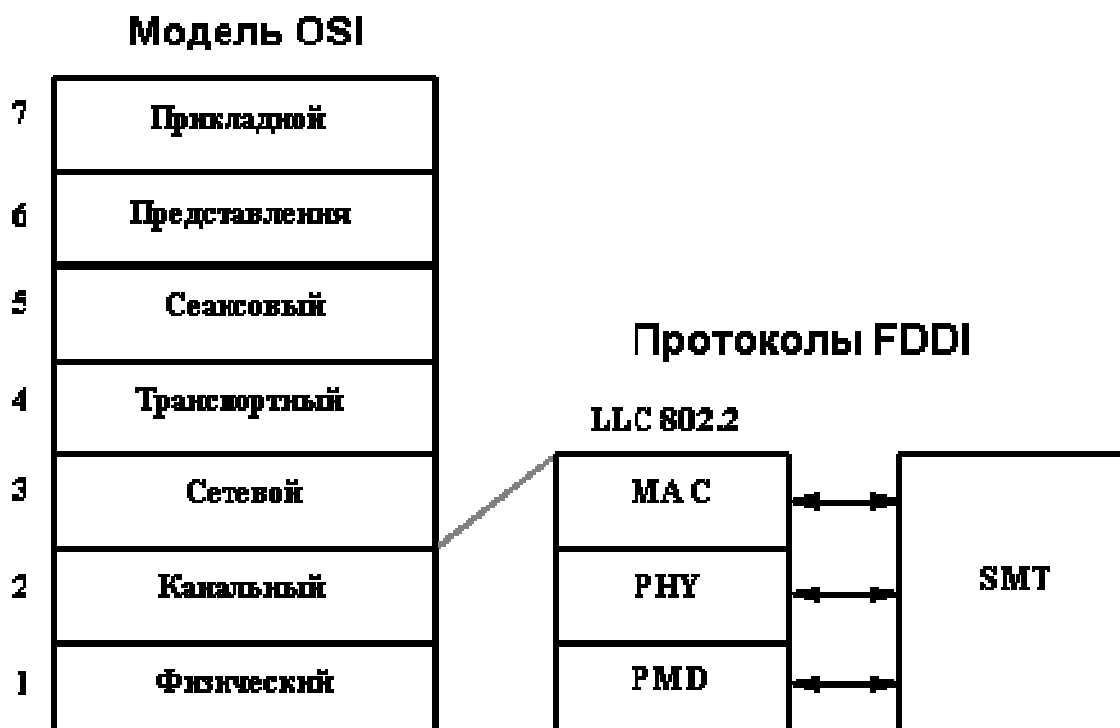 Модель OSI
7 Прикладной
6 Представления
5 Сеансовый
4 Транспортный
3 Сетевой
2 Канальный
1 Физический
Протоколы FDDI
LLC 802.2
MAC
PHY
PMD
SMT